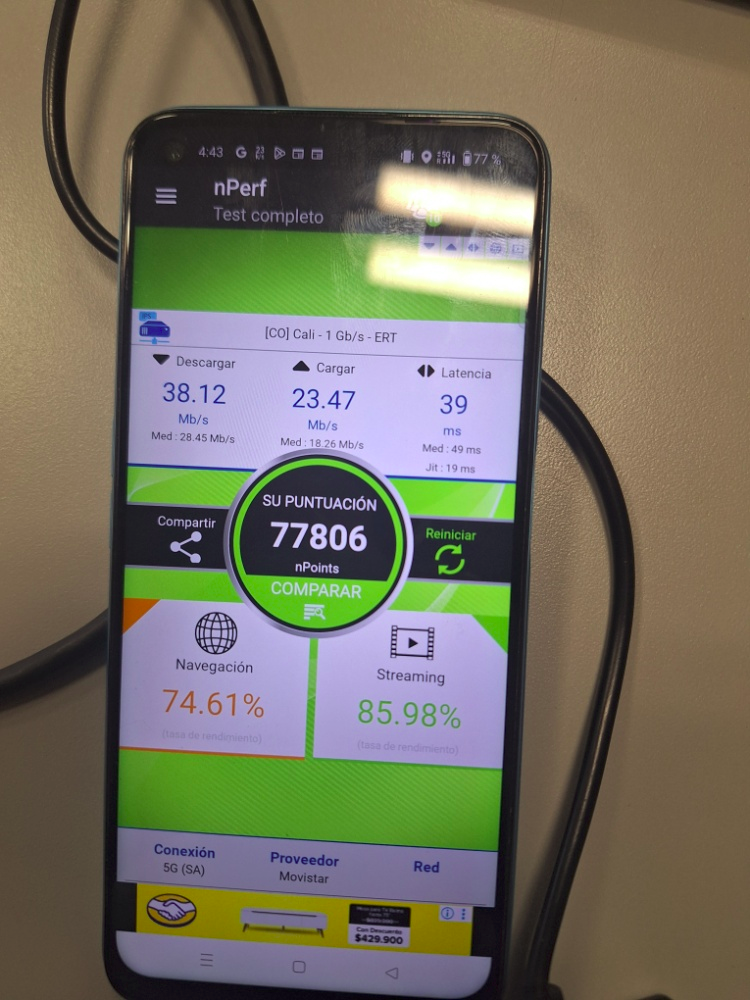 4:43
77 %
nPerf
Test completo
[CO] Cali - 1 Gb/s - ERT
Descargar
38.12
Mb/s
Med : 28.45 Mb/s
Cargar
23.47
Mb/s
Med : 18.26 Mb/s
Latencia
39
ms
Med : 49 ms
Jit : 19 ms
Compartir
SU PUNTUACIÓN
77806
nPoints
COMPARAR
Reiniciar
Navegación
74.61%
(tasa de rendimiento)
Streaming
85.98%
(tasa de rendimiento)
Conexión
5G (SA)
Proveedor
Movistar
Red
Con Descuento
$429.900